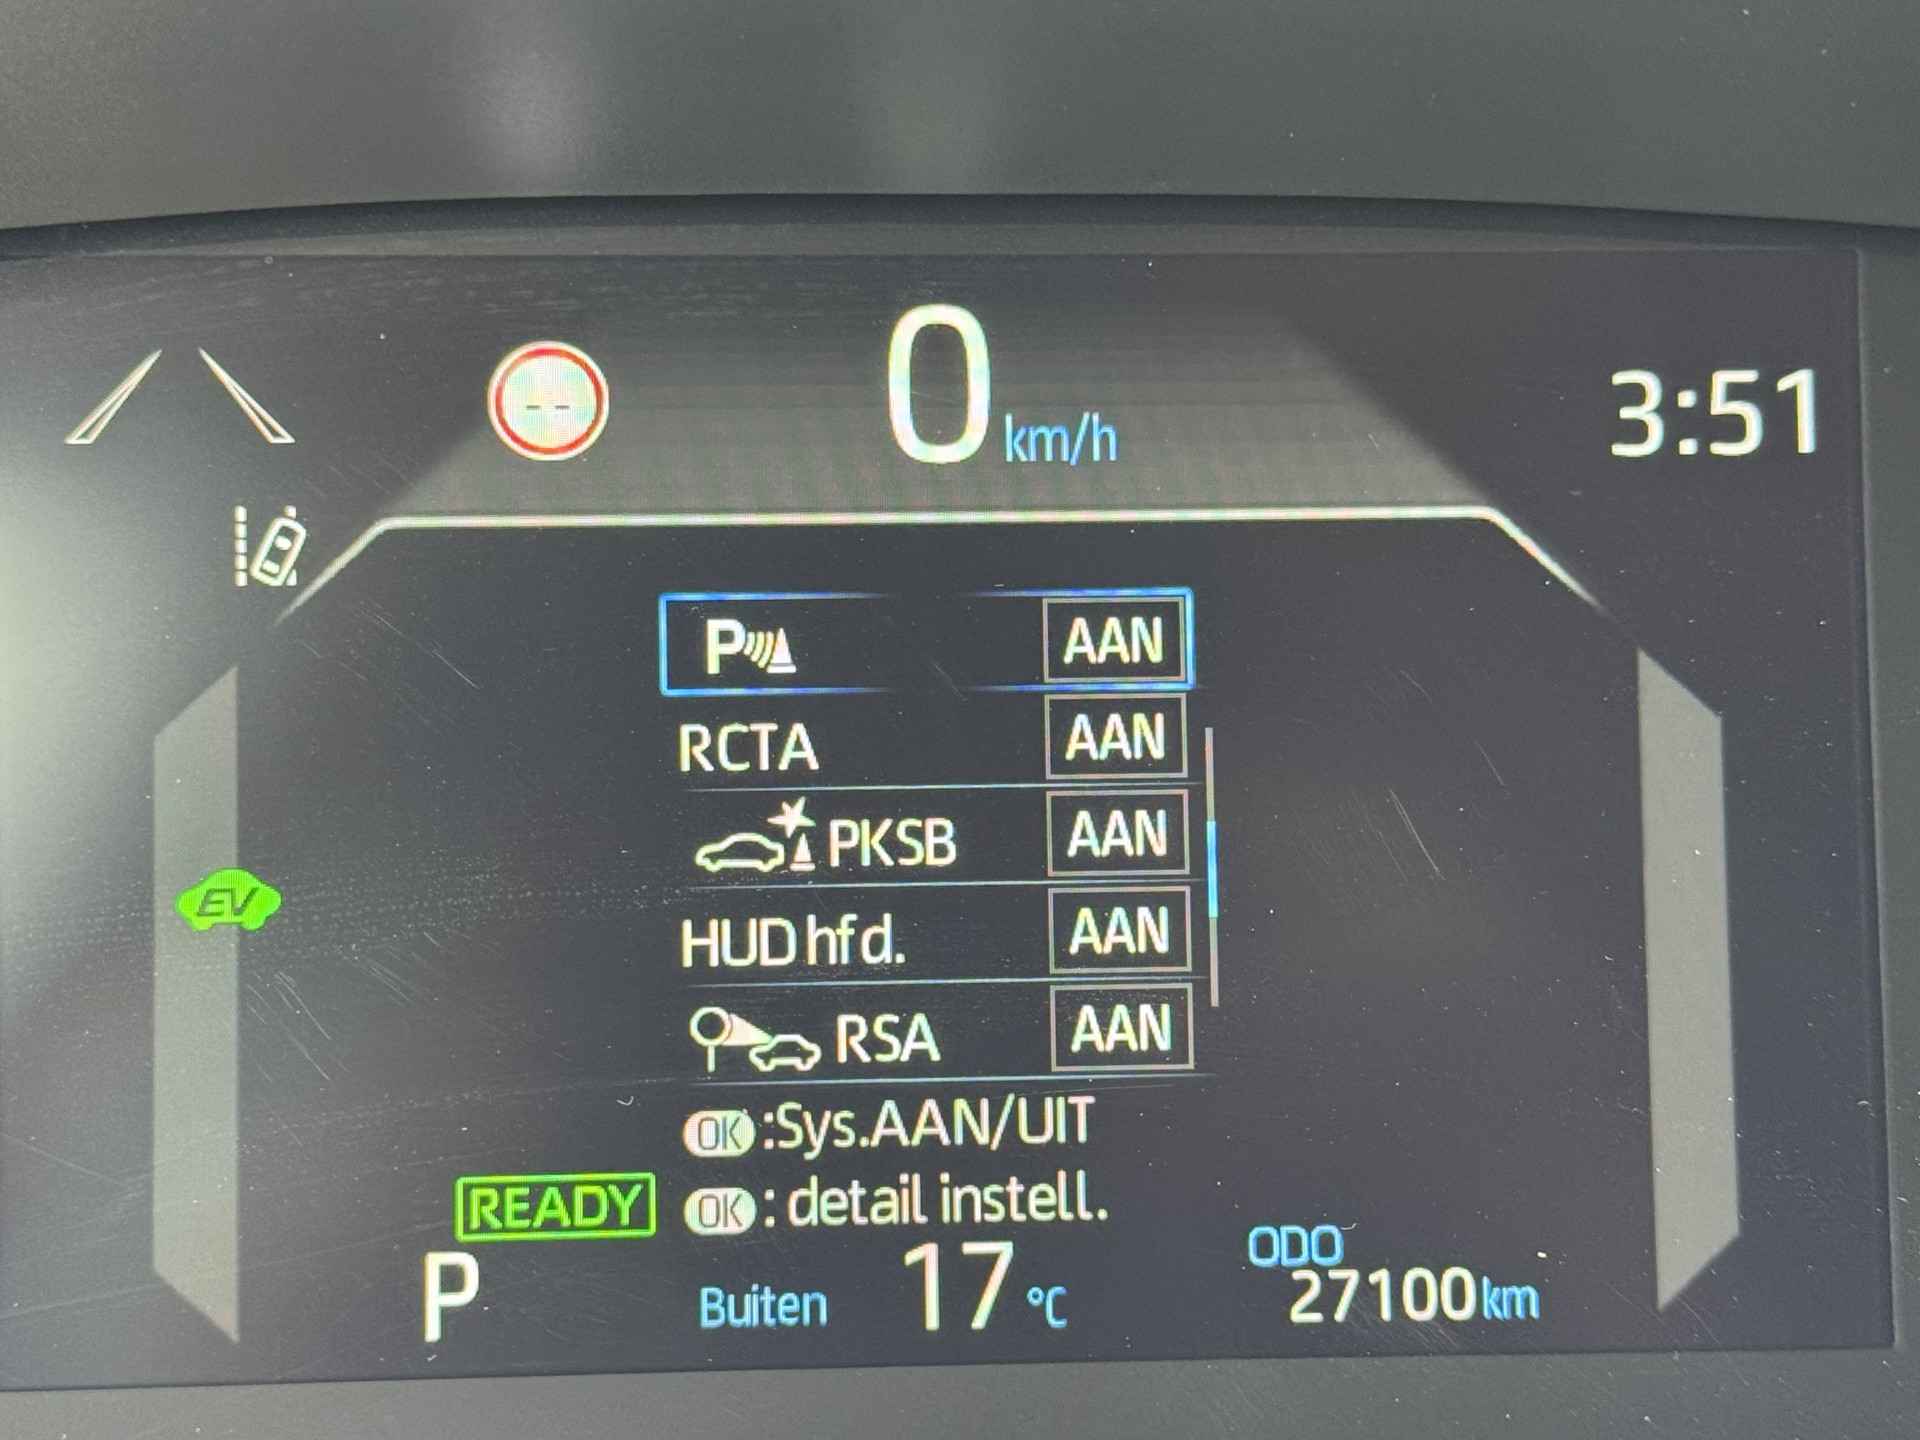 -- 0 km/h 3:51
P AAN
RCTA AAN
PKSB AAN
HUD hfd. AAN
EV
RSA AAN
OK :Sys.AAN/UIT
READY OK : detail instell.
P Buiten 17 °C ODO 27100 km